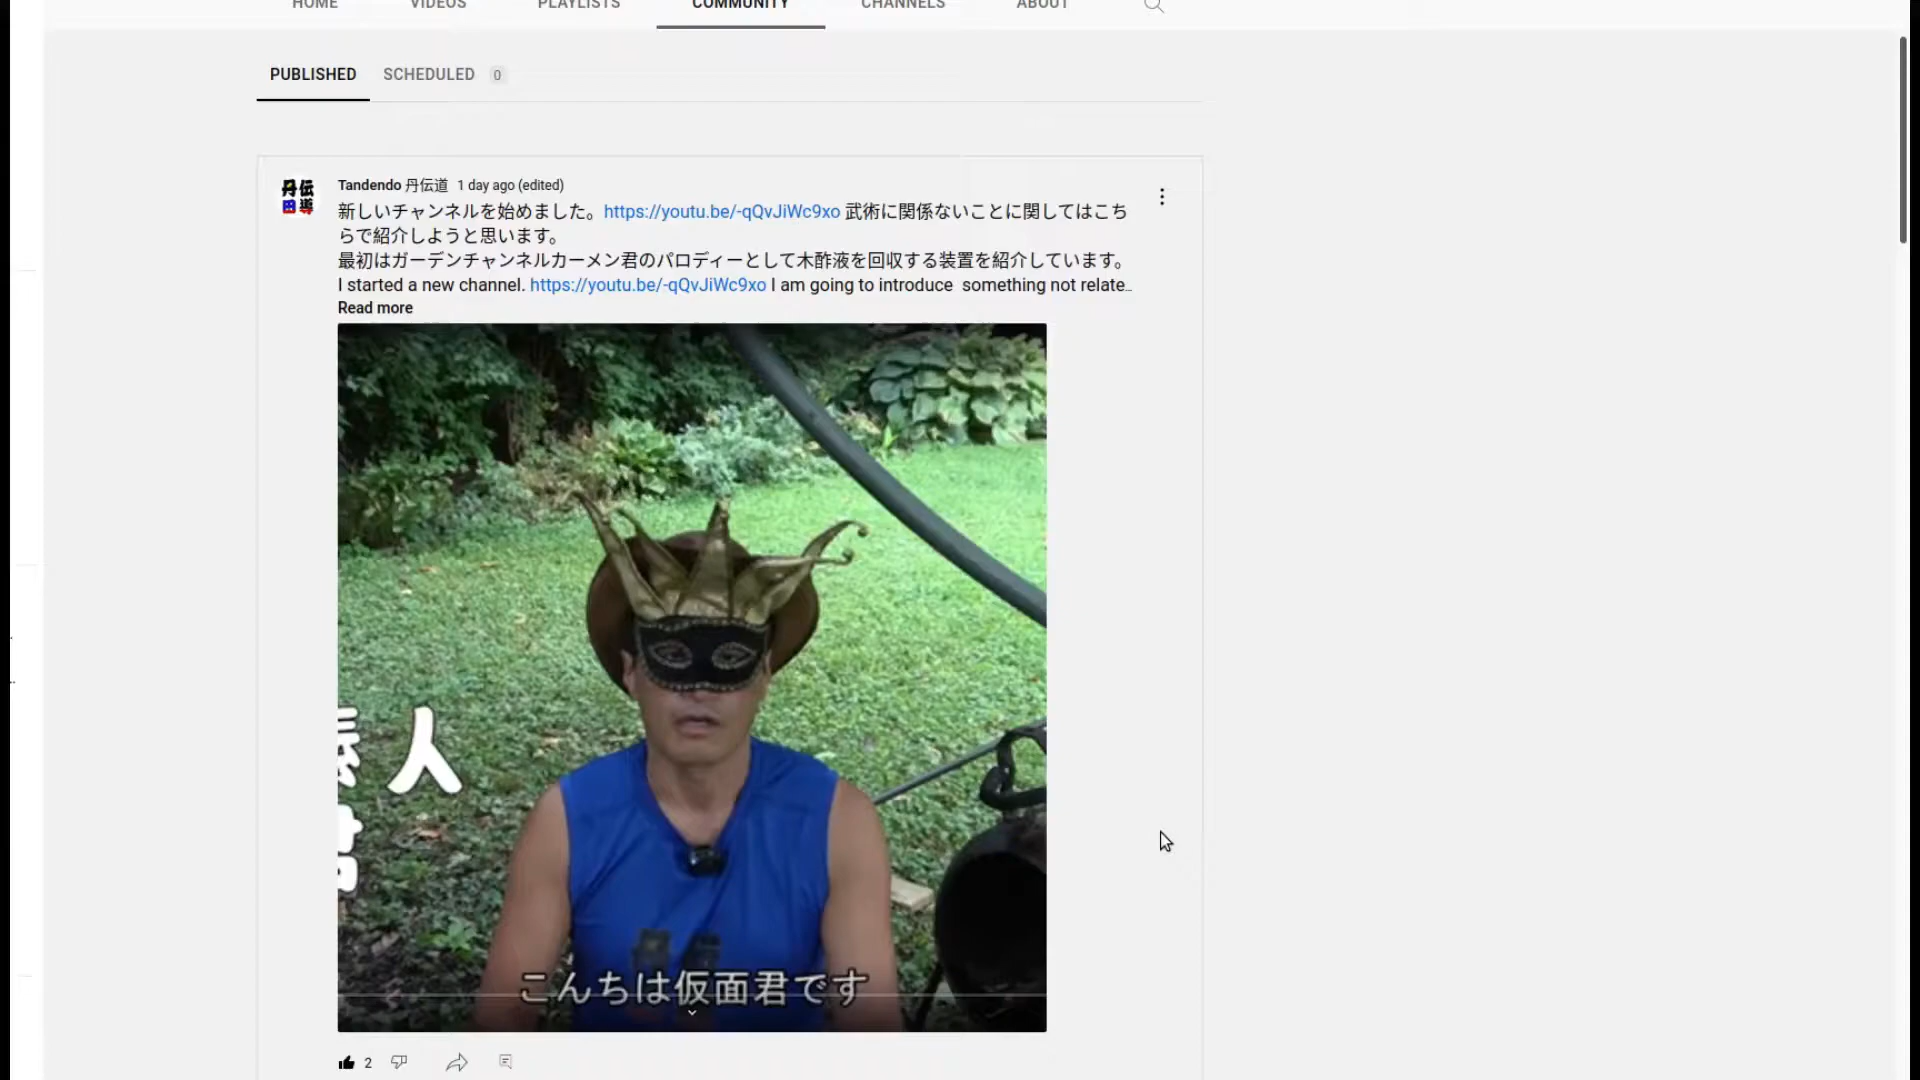 HOME VIDEOS PLAYLISTS COMMUNITY CHANNELS ABOUT
PUBLISHED SCHEDULED 0
丹伝
田導
Tandendo 丹伝道 1 day ago (edited)
新しいチャンネルを始めました。https://youtu.be/-qQvJiWc9xo 武術に関係ないことに関してはこち
らで紹介しようと思います。
最初はガーデンチャンネルカーメン君のパロディーとして木酢液を回収する装置を紹介しています。
I started a new channel. https://youtu.be/-qQvJiWc9xo I am going to introduce something not relate...
Read more
人
こんちは仮面君です
2